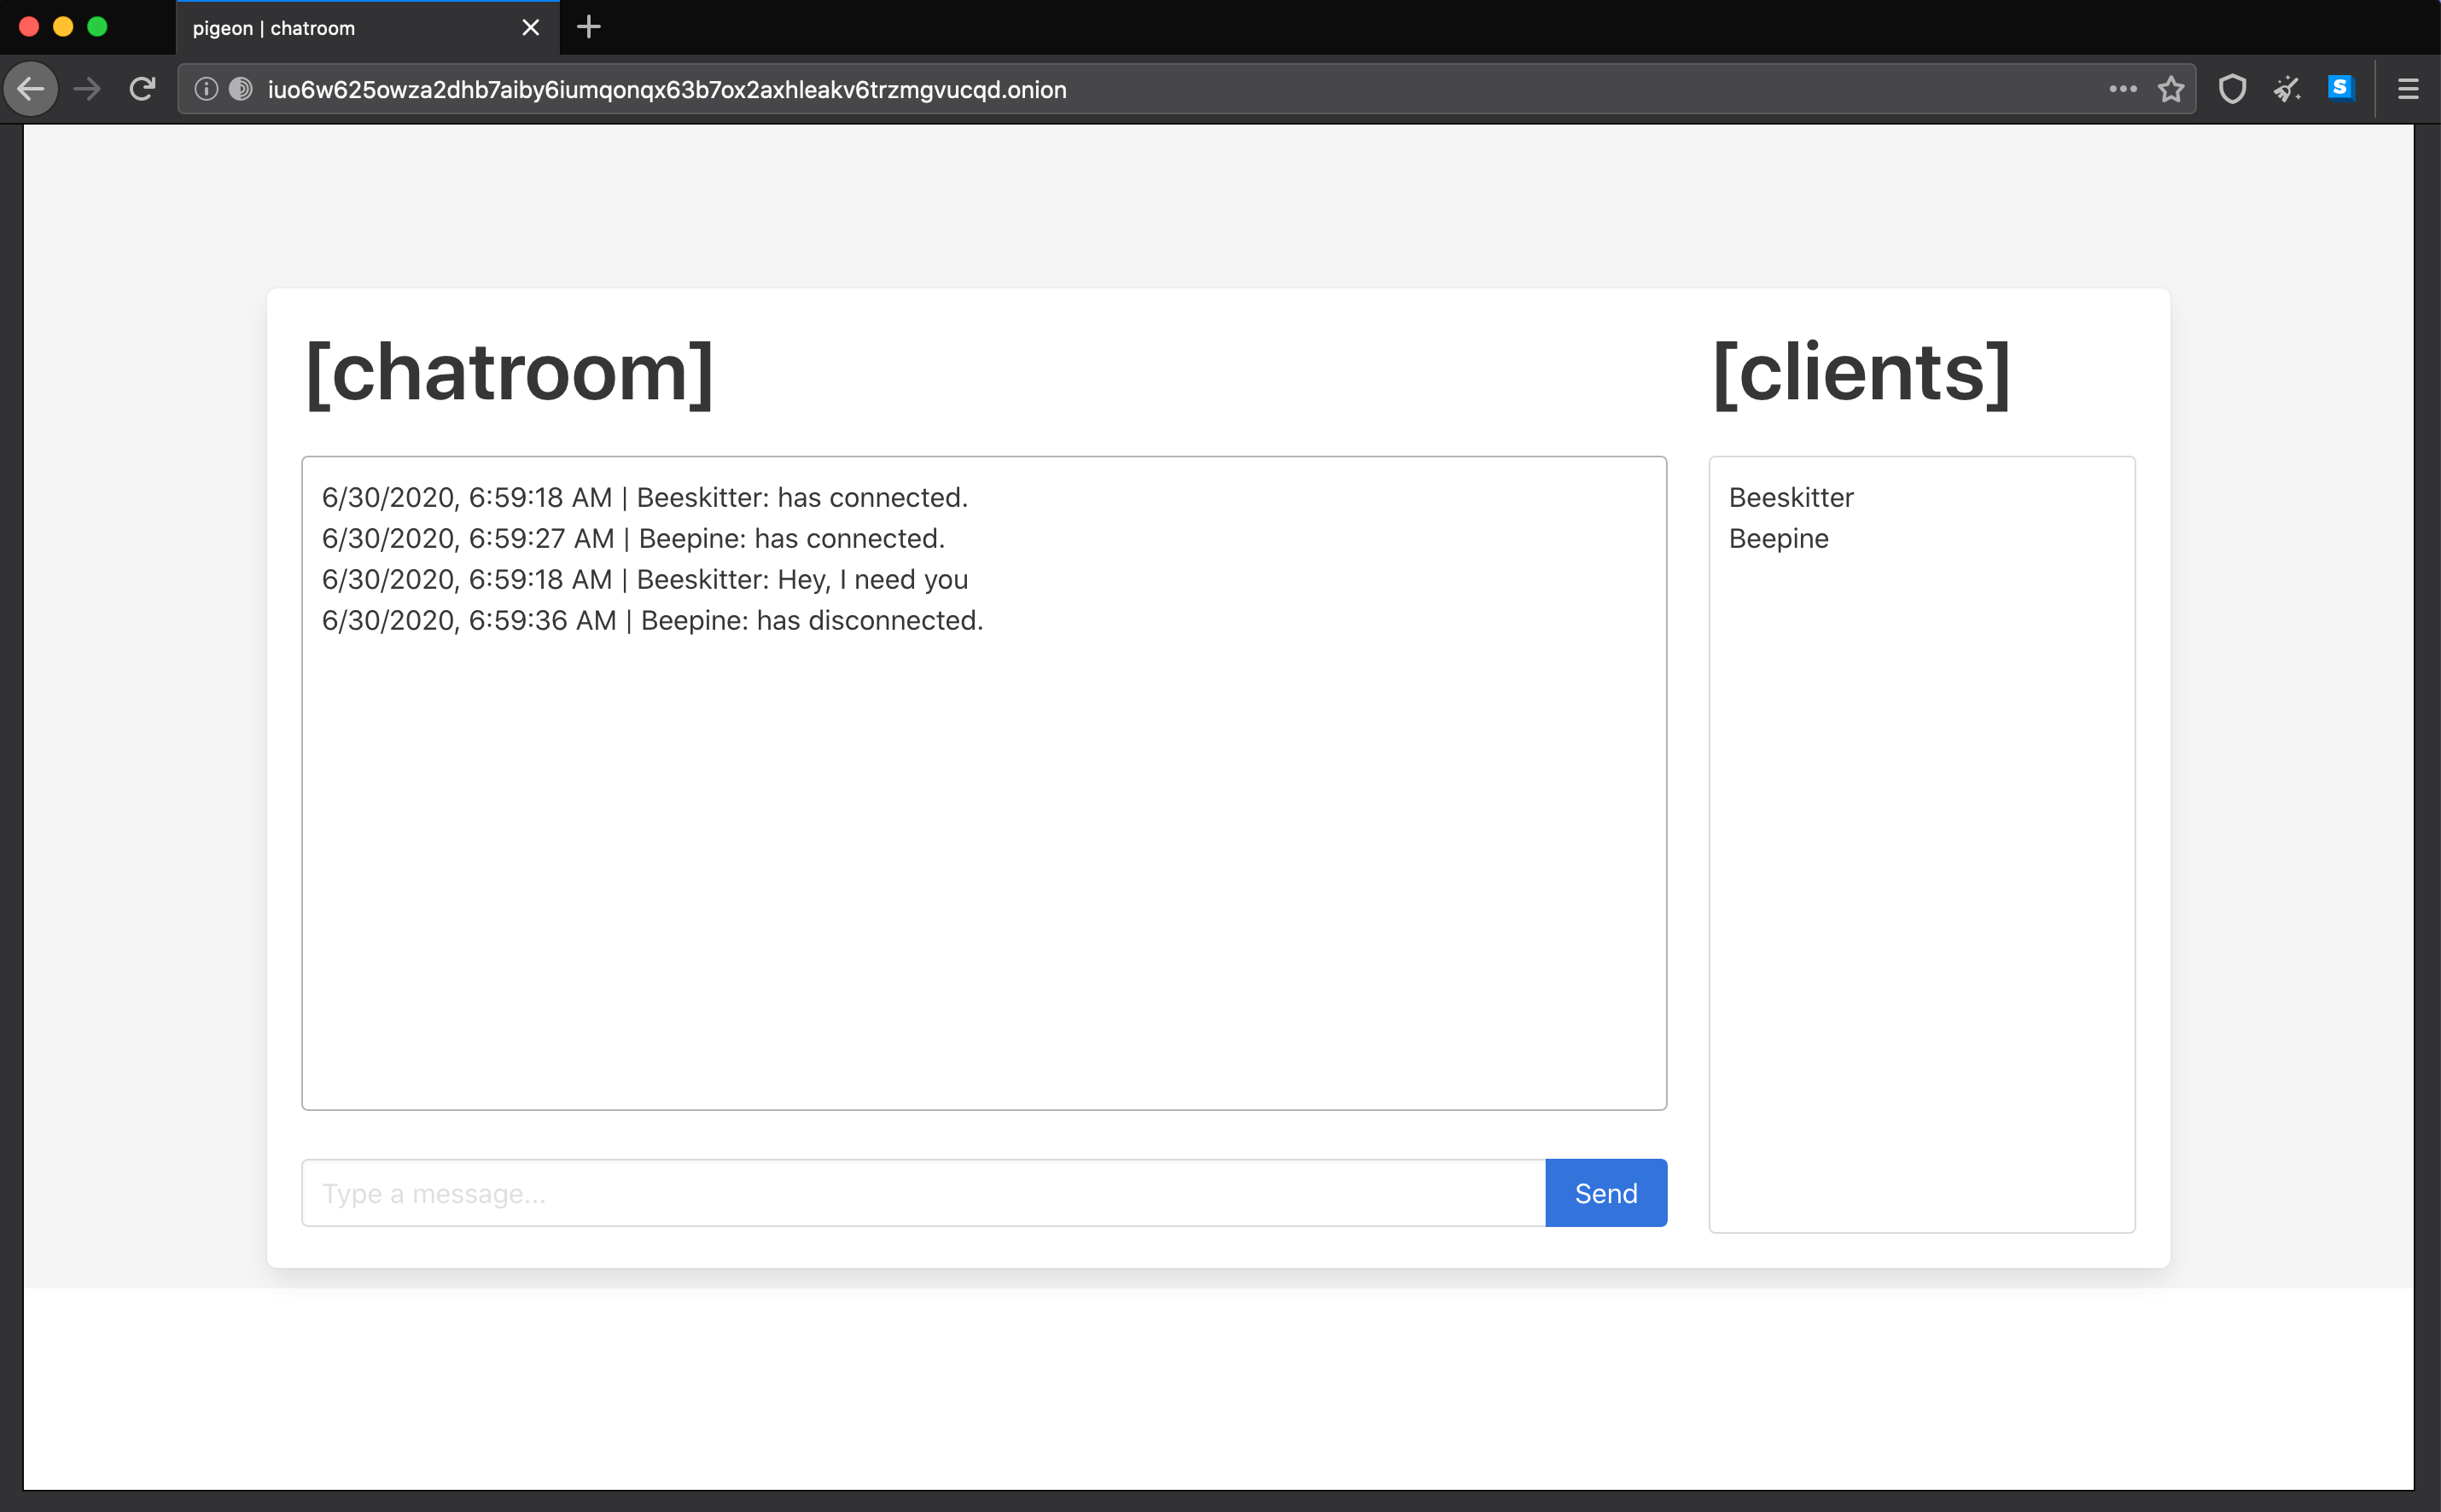 pigeon | chatroom
iuo6w625owza2dhb7aiby6iumqonqx63b7ox2axhleakv6trzmgvucqd.onion
S
[chatroom]
[clients]
6/30/2020, 6:59:18 AM | Beeskitter: has connected.
6/30/2020, 6:59:27 AM | Beepine: has connected.
6/30/2020, 6:59:18 AM | Beeskitter: Hey, I need you
6/30/2020, 6:59:36 AM | Beepine: has disconnected.
Beeskitter
Beepine
Type a message...
Send